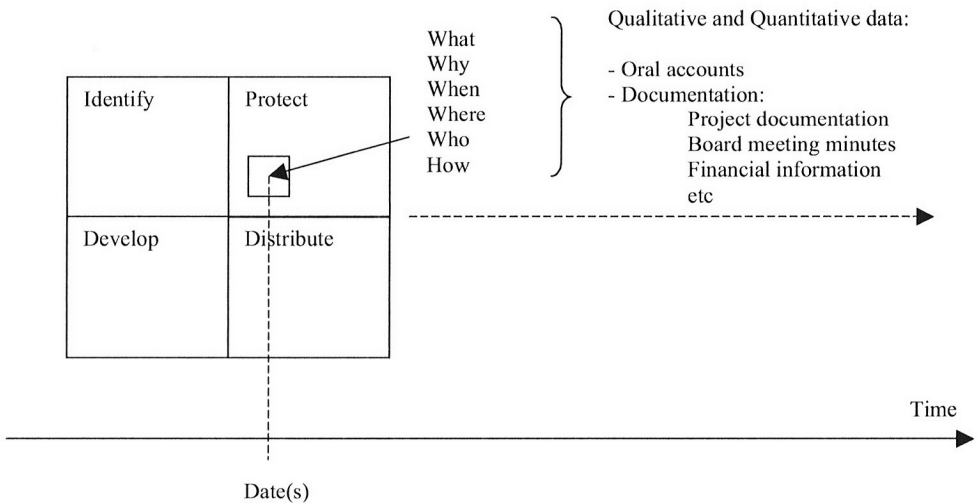 Qualitative and Quantitative data:
What
Why
When
Where
Who
How
- Oral accounts
- Documentation:
Project documentation
Board meeting minutes
Financial information
etc
Identify
Protect
Develop
Distribute
Time
Date(s)